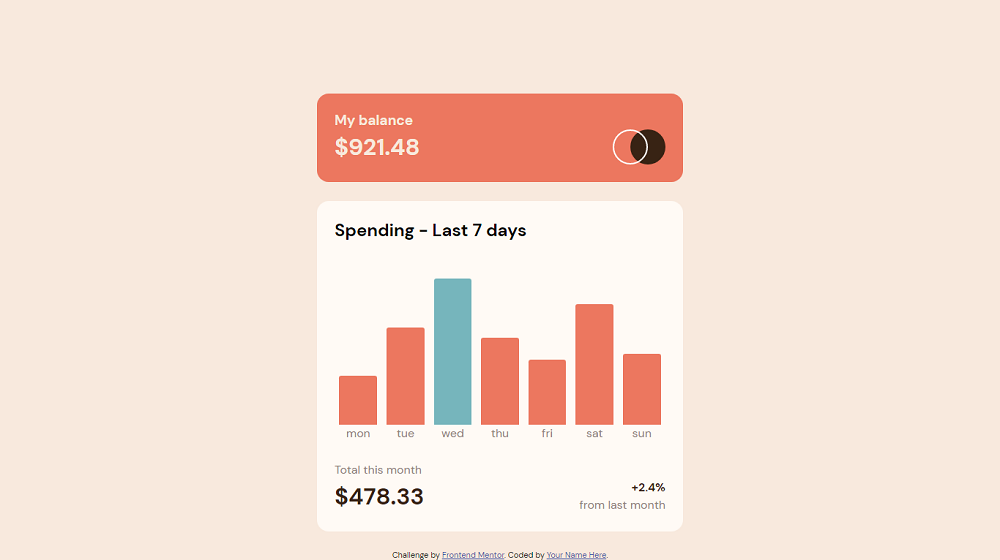 My balance
$921.48
Spending - Last 7 days
mon tue wed thu fri sat sun
Total this month
$478.33
+2.4%
from last month
Challenge by Frontend Mentor. Coded by Your Name Here.